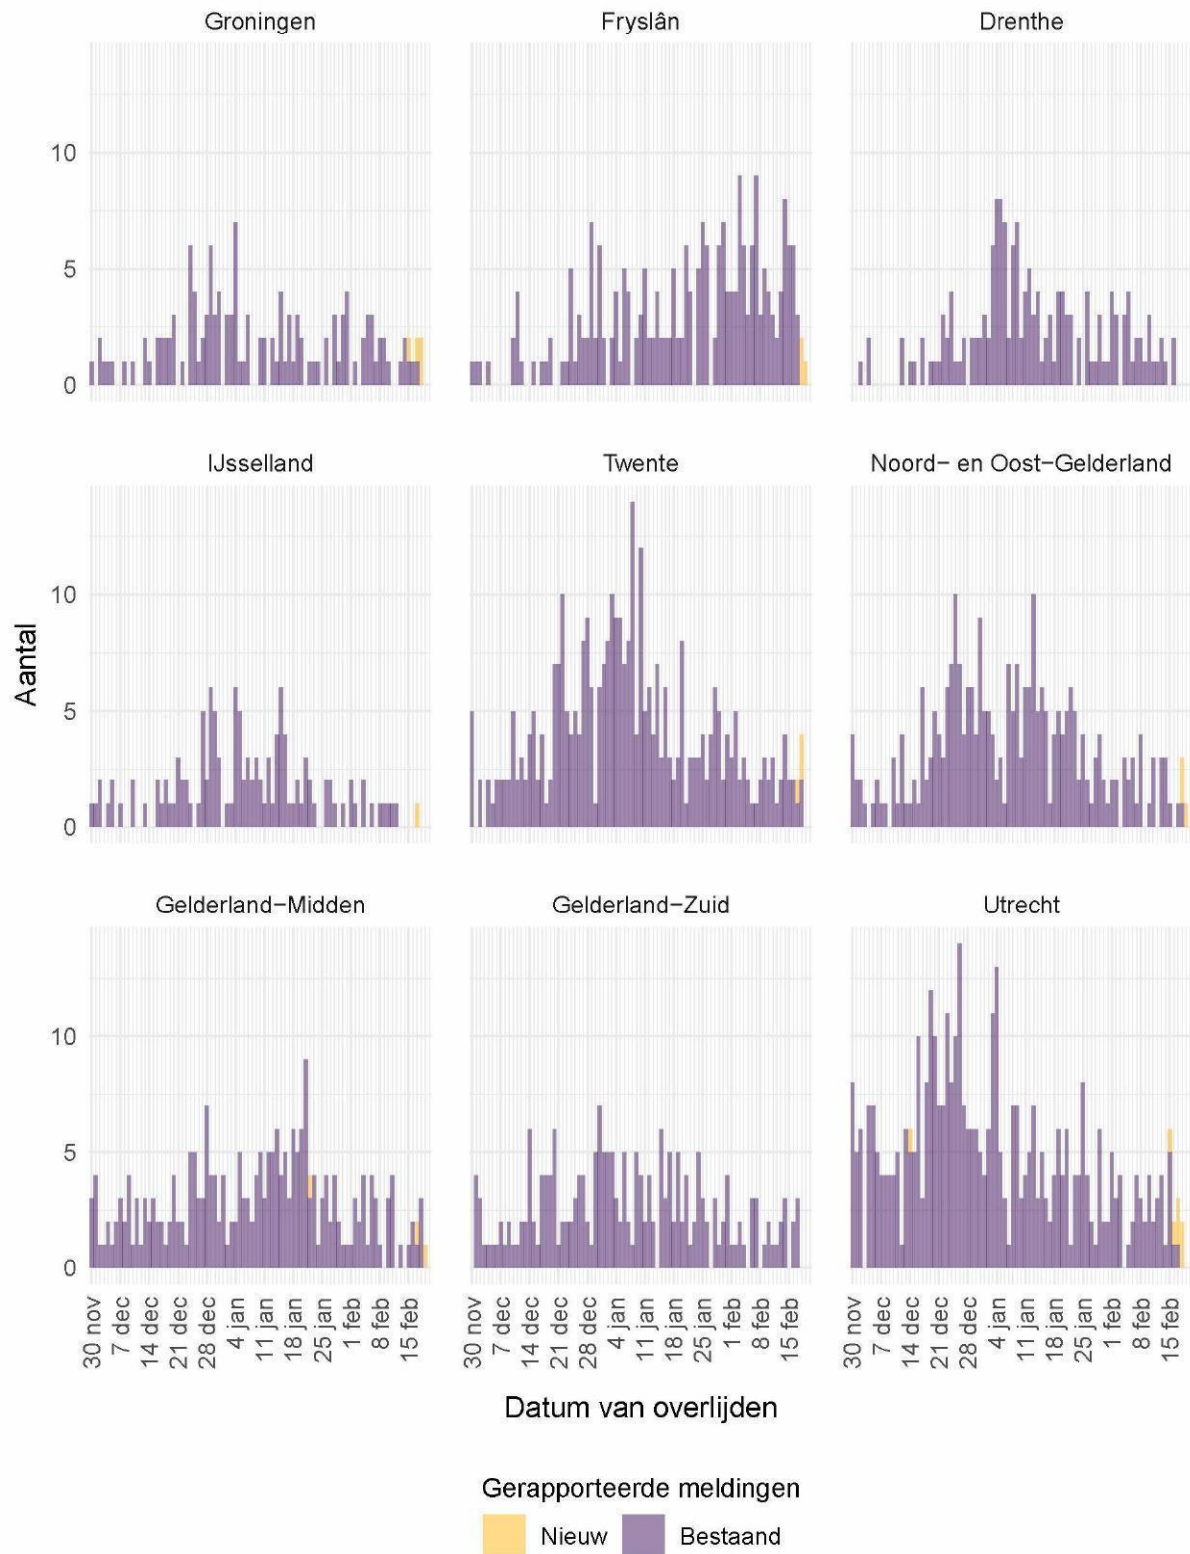 Groningen
Fryslân
Drenthe
10
5
0
IJsselland
Twente
Noord- en Oost-Gelderland
10
5
0
Aantal
Gelderland-Midden
Gelderland-Zuid
Utrecht
10
5
0
30 nov
7 dec
14 dec
21 dec
28 dec
4 jan
11 jan
18 jan
25 jan
1 feb
8 feb
15 feb
30 nov
7 dec
14 dec
21 dec
28 dec
4 jan
11 jan
18 jan
25 jan
1 feb
8 feb
15 feb
30 nov
7 dec
14 dec
21 dec
28 dec
4 jan
11 jan
18 jan
25 jan
1 feb
8 feb
15 feb
Datum van overlijden
Gerapporteerde meldingen
Nieuw
Bestaand